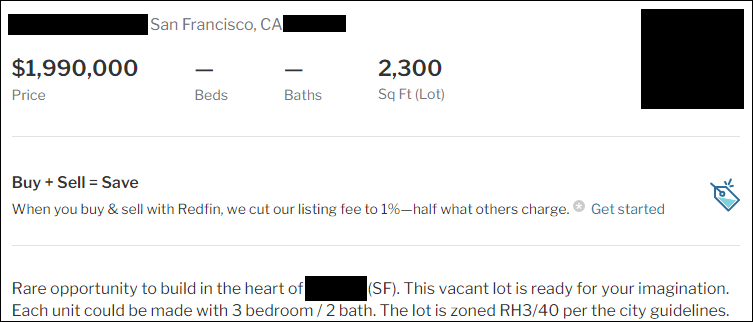 San Francisco, CA
$1,990,000 — — 2,300
Price Beds Baths Sq Ft (Lot)
Buy + Sell = Save
When you buy & sell with Redfin, we cut our listing fee to 1%—half what others charge. * Get started
Rare opportunity to build in the heart of (SF). This vacant lot is ready for your imagination.
Each unit could be made with 3 bedroom / 2 bath. The lot is zoned RH3/40 per the city guidelines.